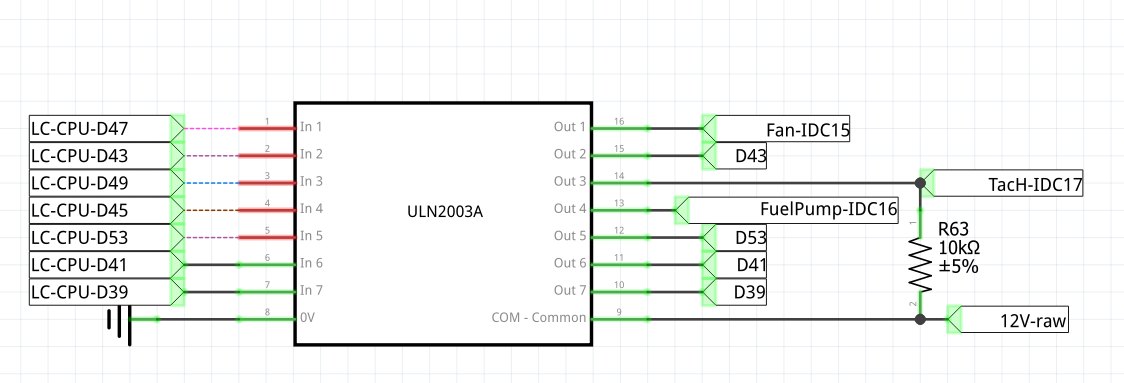 LC-CPU-D47 1 In 1 Out 1 16 Fan-IDC15
LC-CPU-D43 2 In 2 Out 2 15 D43
LC-CPU-D49 3 In 3 Out 3 14 TacH-IDC17
LC-CPU-D45 4 In 4 ULN2003A Out 4 13 FuelPump-IDC16
1 R63
LC-CPU-D53 5 In 5 Out 5 12 D53 10kΩ
LC-CPU-D41 6 In 6 Out 6 11 D41 ±5%
LC-CPU-D39 7 In 7 Out 7 10 D39 2
8 0V COM - Common 9 12V-raw